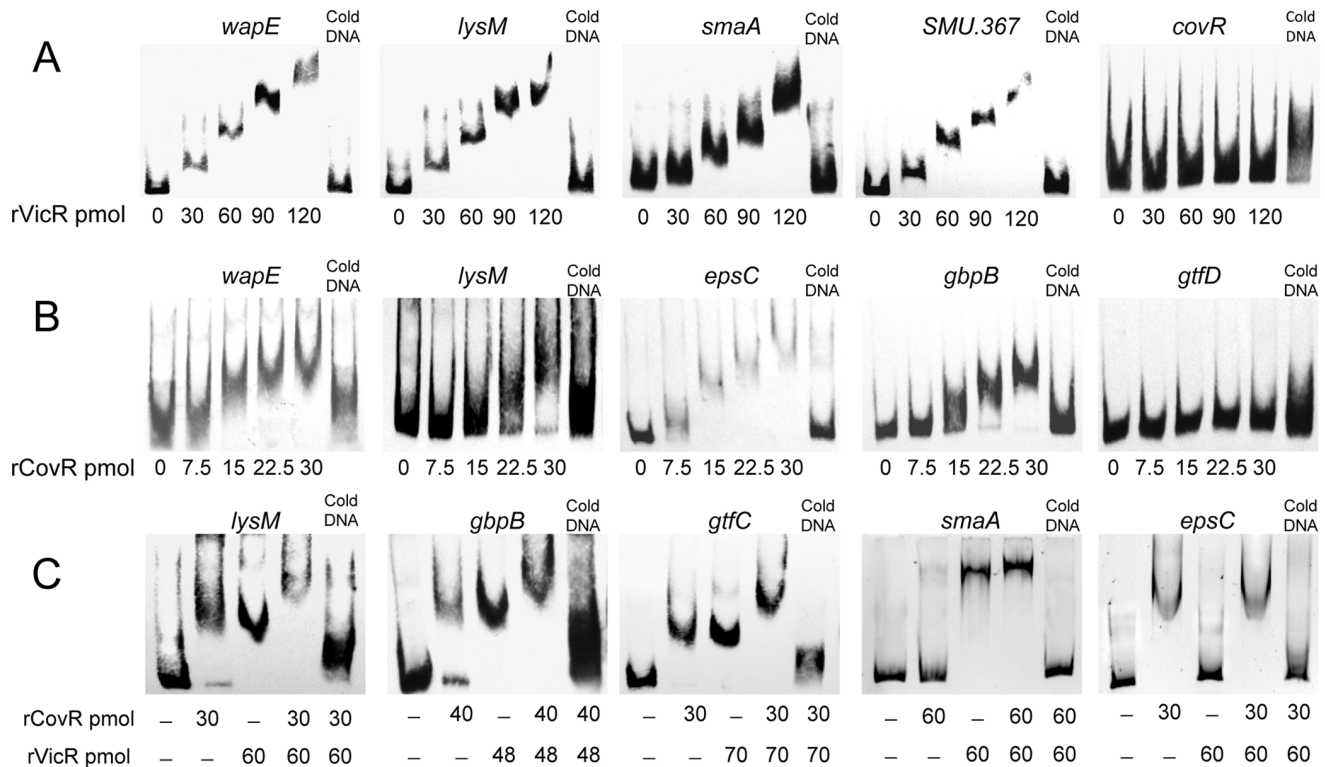 A
wapE Cold DNA lysM Cold DNA smaA Cold DNA SMU.367 Cold DNA covR Cold DNA
rVicR pmol 0 30 60 90 120 0 30 60 90 120 0 30 60 90 120 0 30 60 90 120 0 30 60 90 120
B
wapE Cold DNA lysM Cold DNA epsC Cold DNA gbpB Cold DNA gtfD Cold DNA
rCovR pmol 0 7.5 15 22.5 30 0 7.5 15 22.5 30 0 7.5 15 22.5 30 0 7.5 15 22.5 30 0 7.5 15 22.5 30
C
lysM Cold DNA gbpB Cold DNA gtfC Cold DNA smaA Cold DNA epsC Cold DNA
rCovR pmol – 30 – 30 30 – 40 – 40 40 – 30 – 30 30 – 60 – 60 60 – 30 – 30 30
rVicR pmol – – 60 60 60 – – 48 48 48 – – 70 70 70 – – 60 60 60 – – 60 60 60